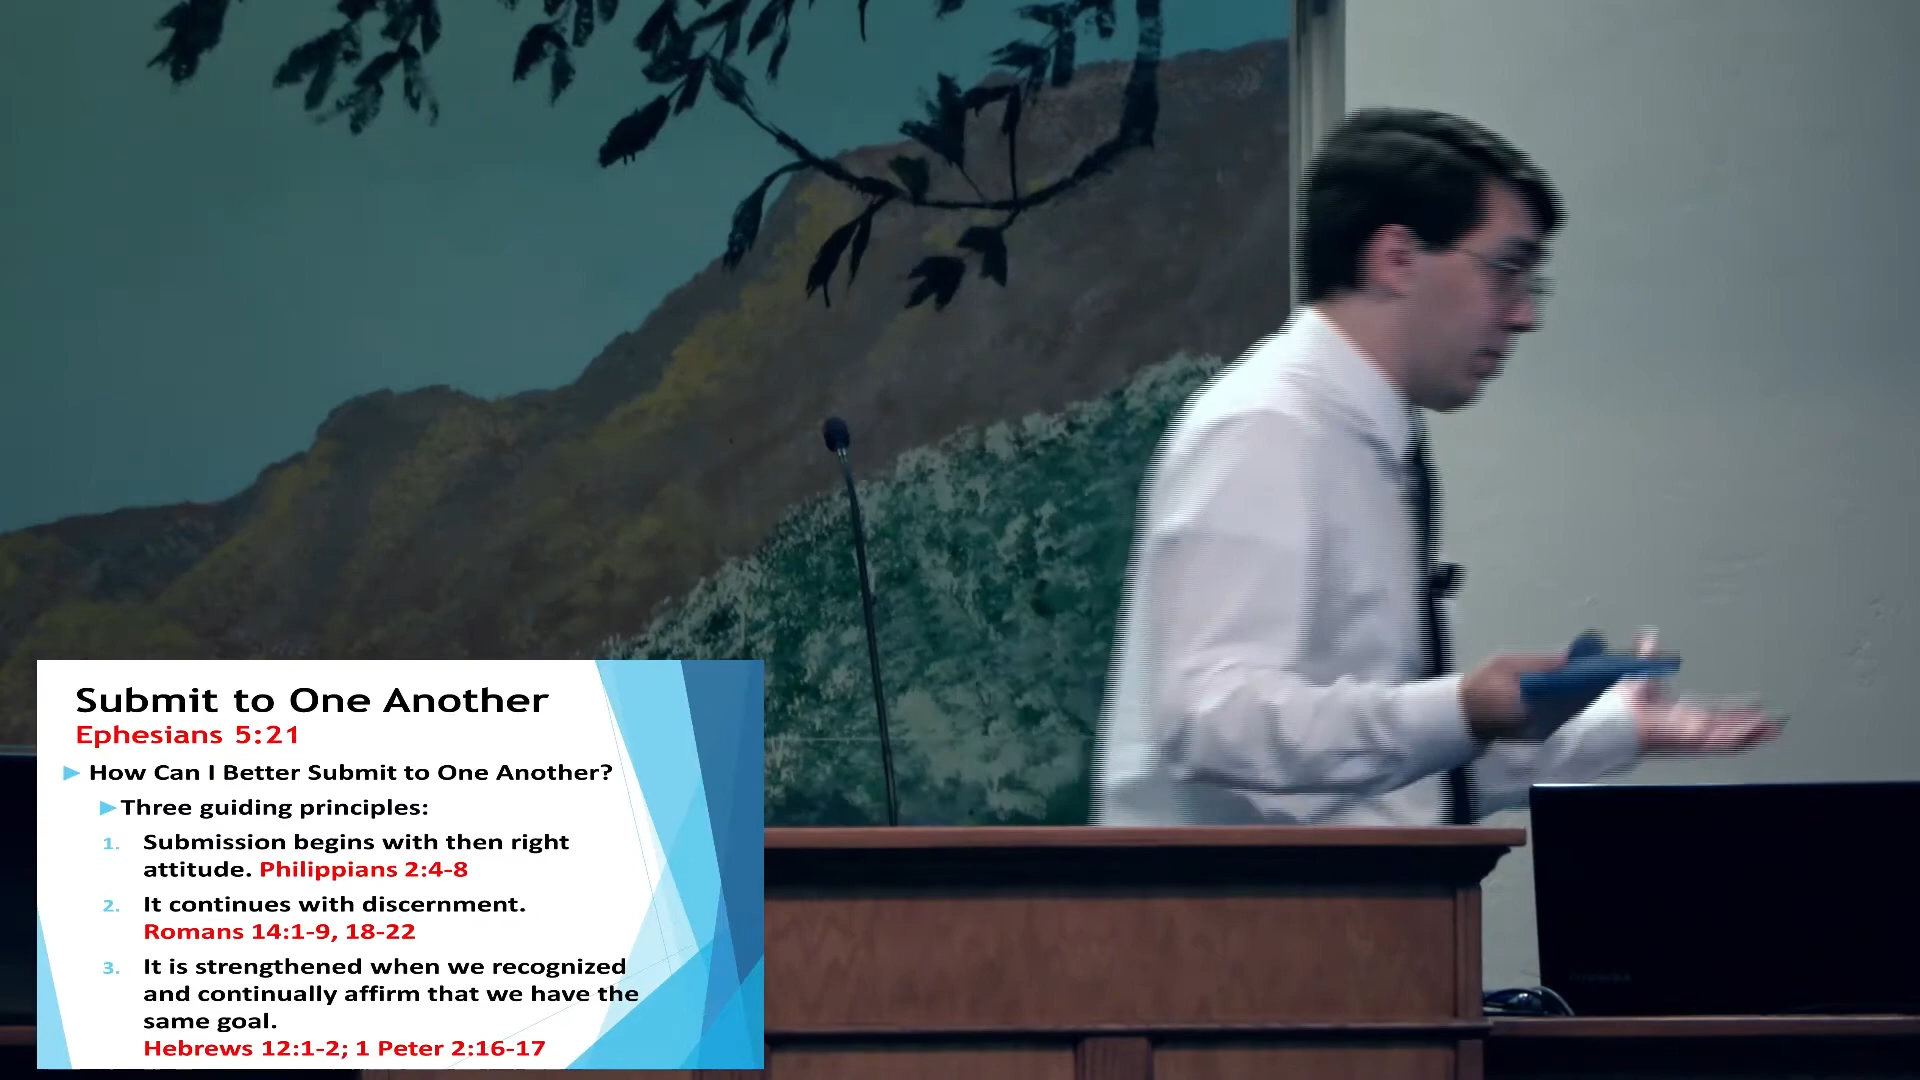 Submit to One Another
Ephesians 5:21
How Can I Better Submit to One Another?
Three guiding principles:
1. Submission begins with then right
attitude. Philippians 2:4-8
2. It continues with discernment.
Romans 14:1-9, 18-22
3. It is strengthened when we recognized
and continually affirm that we have the
same goal.
Hebrews 12:1-2; 1 Peter 2:16-17